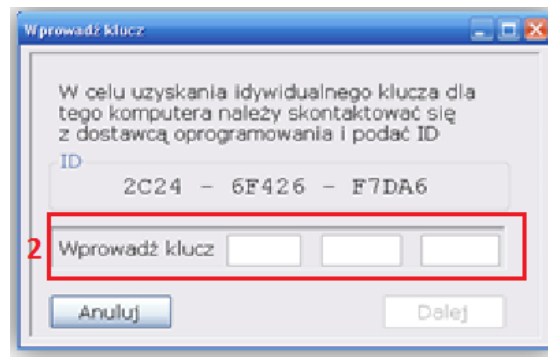 Wprowadź klucz
W celu uzyskania idywidualnego klucza dla
tego komputera należy skontaktować się
z dostawcą oprogramowania i podać ID
ID
2C24 - 6F426 - F7DA6
2 Wprowadź klucz
Anuluj Dalej